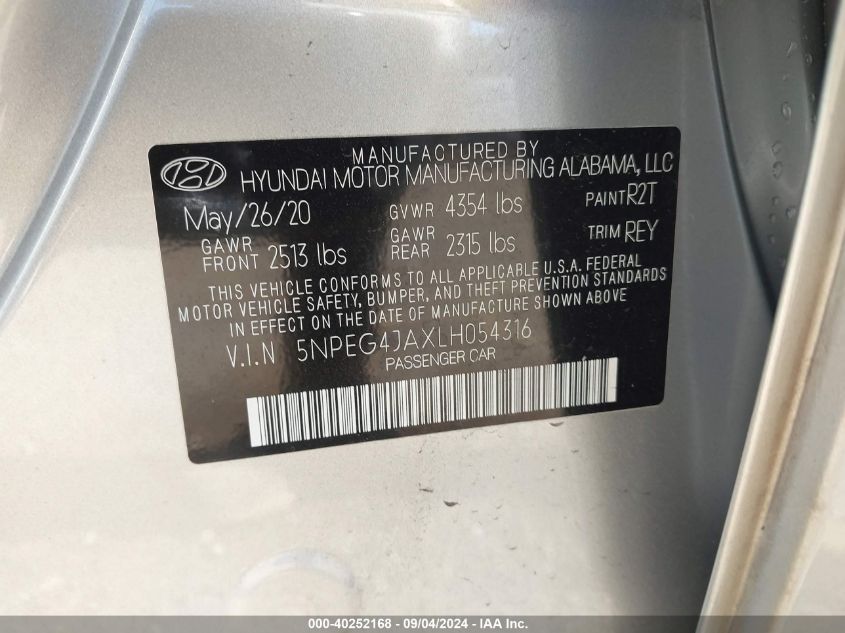 MANUFACTURED BY
HYUNDAI MOTOR MANUFACTURING ALABAMA, LLC
May/26/20 GVWR 4354 lbs PAINT R2T
GAWR FRONT 2513 lbs GAWR REAR 2315 lbs TRIM REY
THIS VEHICLE CONFORMS TO ALL APPLICABLE U.S.A. FEDERAL
MOTOR VEHICLE SAFETY, BUMPER, AND THEFT PREVENTION STANDARDS
IN EFFECT ON THE DATE OF MANUFACTURE SHOWN ABOVE
V.I.N 5NPEG4JAXLH054316
PASSENGER CAR
000-40252168 - 09/04/2024 - IAA Inc.